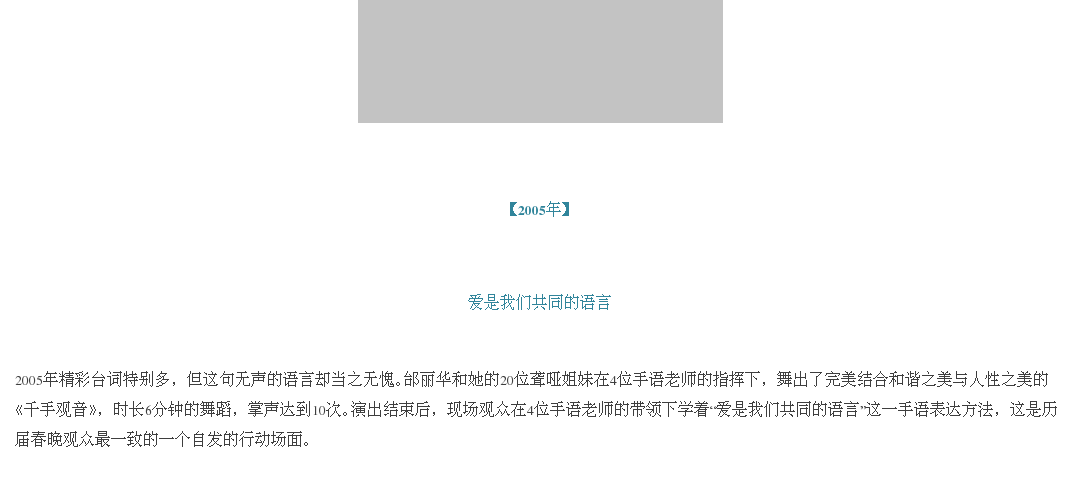 【2005年】
爱是我们共同的语言
2005年精彩台词特别多，但这句无声的语言却当之无愧。邰丽华和她的20位聋哑姐妹在4位手语老师的指挥下，舞出了完美结合和谐之美与人性之美的
《千手观音》，时长6分钟的舞蹈，掌声达到10次。演出结束后，现场观众在4位手语老师的带领下学着“爱是我们共同的语言”这一手语表达方法，这是历
届春晚观众最一致的一个自发的行动场面。